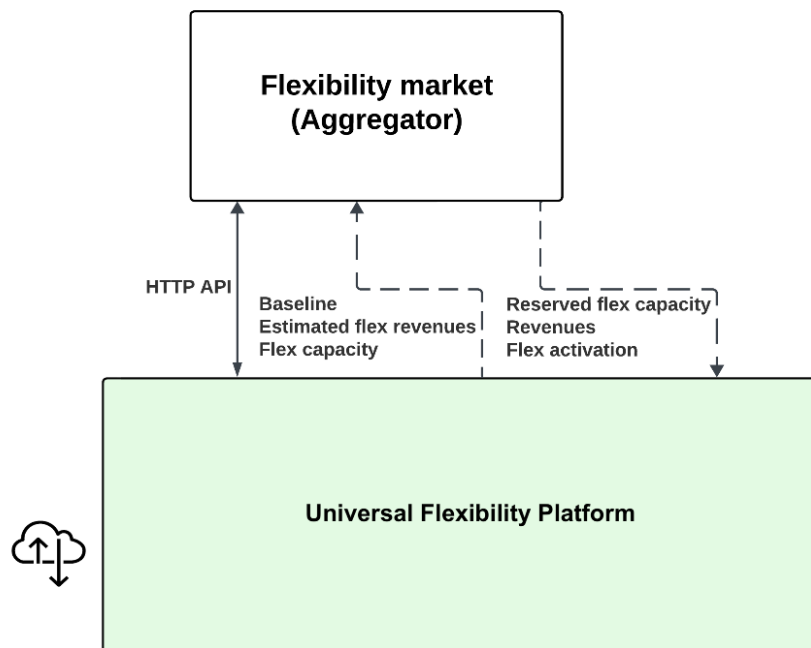 Flexibility market
(Aggregator)
HTTP API
Baseline
Estimated flex revenues
Flex capacity
Reserved flex capacity
Revenues
Flex activation
Universal Flexibility Platform